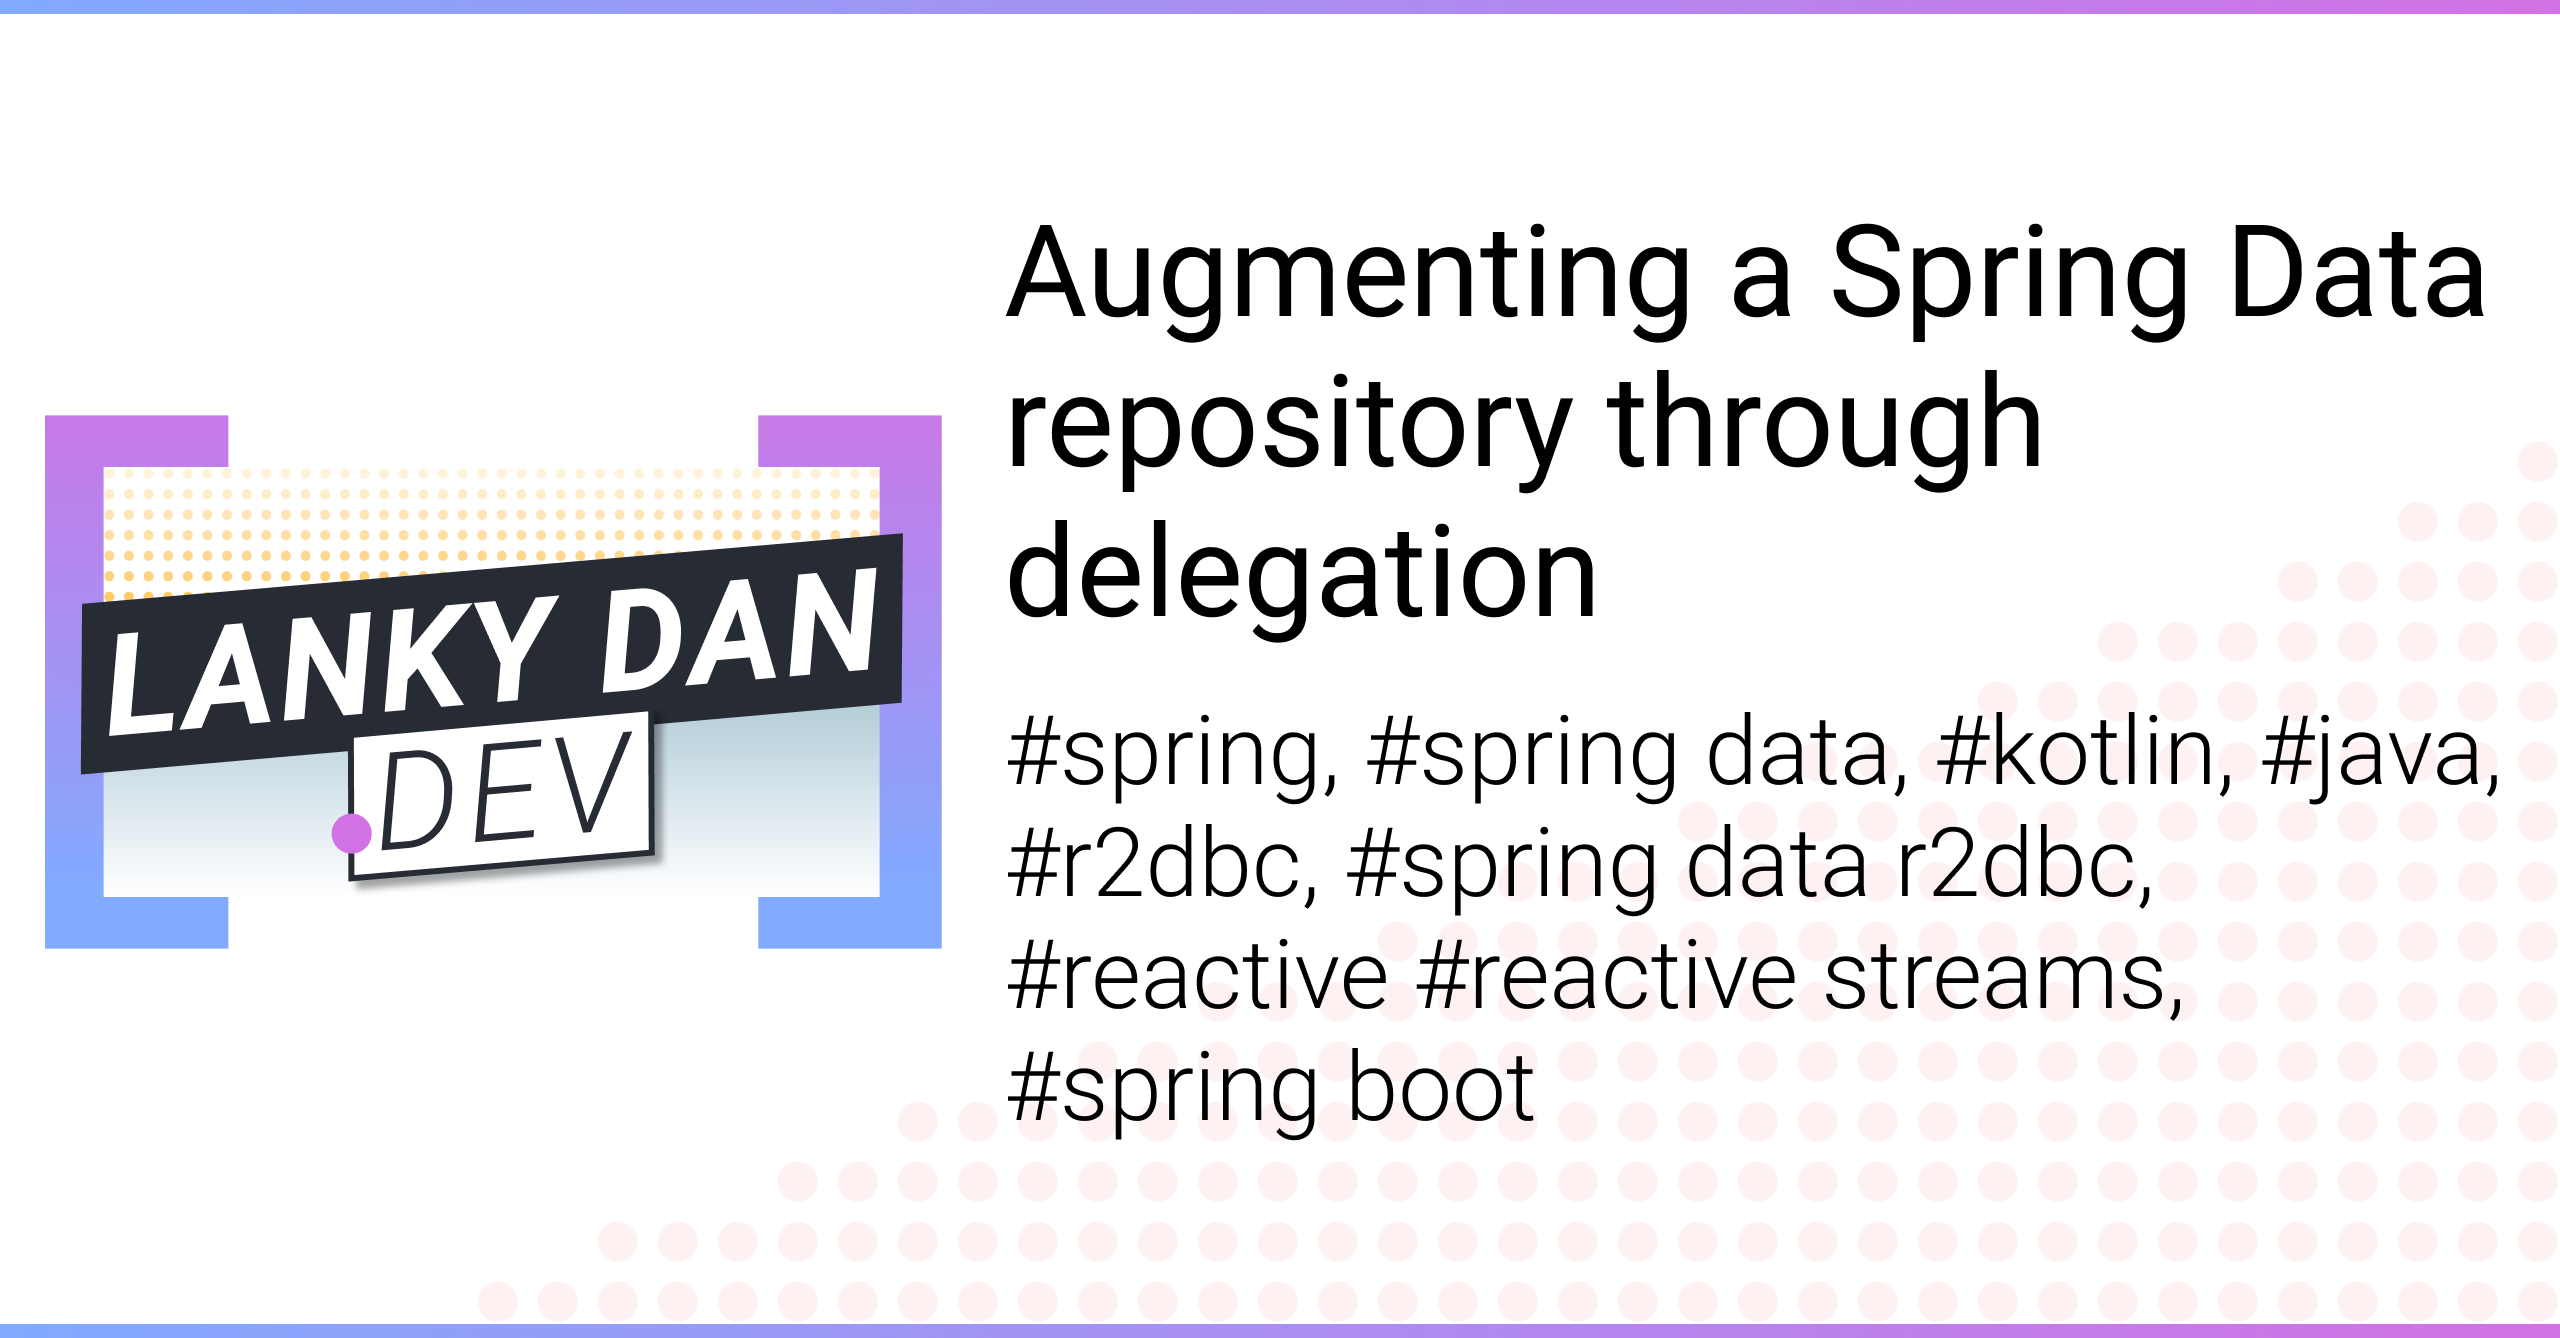 LANKY DAN
DEV
Augmenting a Spring Data
repository through
delegation
#spring, #spring data, #kotlin, #java,
#r2dbc, #spring data r2dbc,
#reactive #reactive streams,
#spring boot